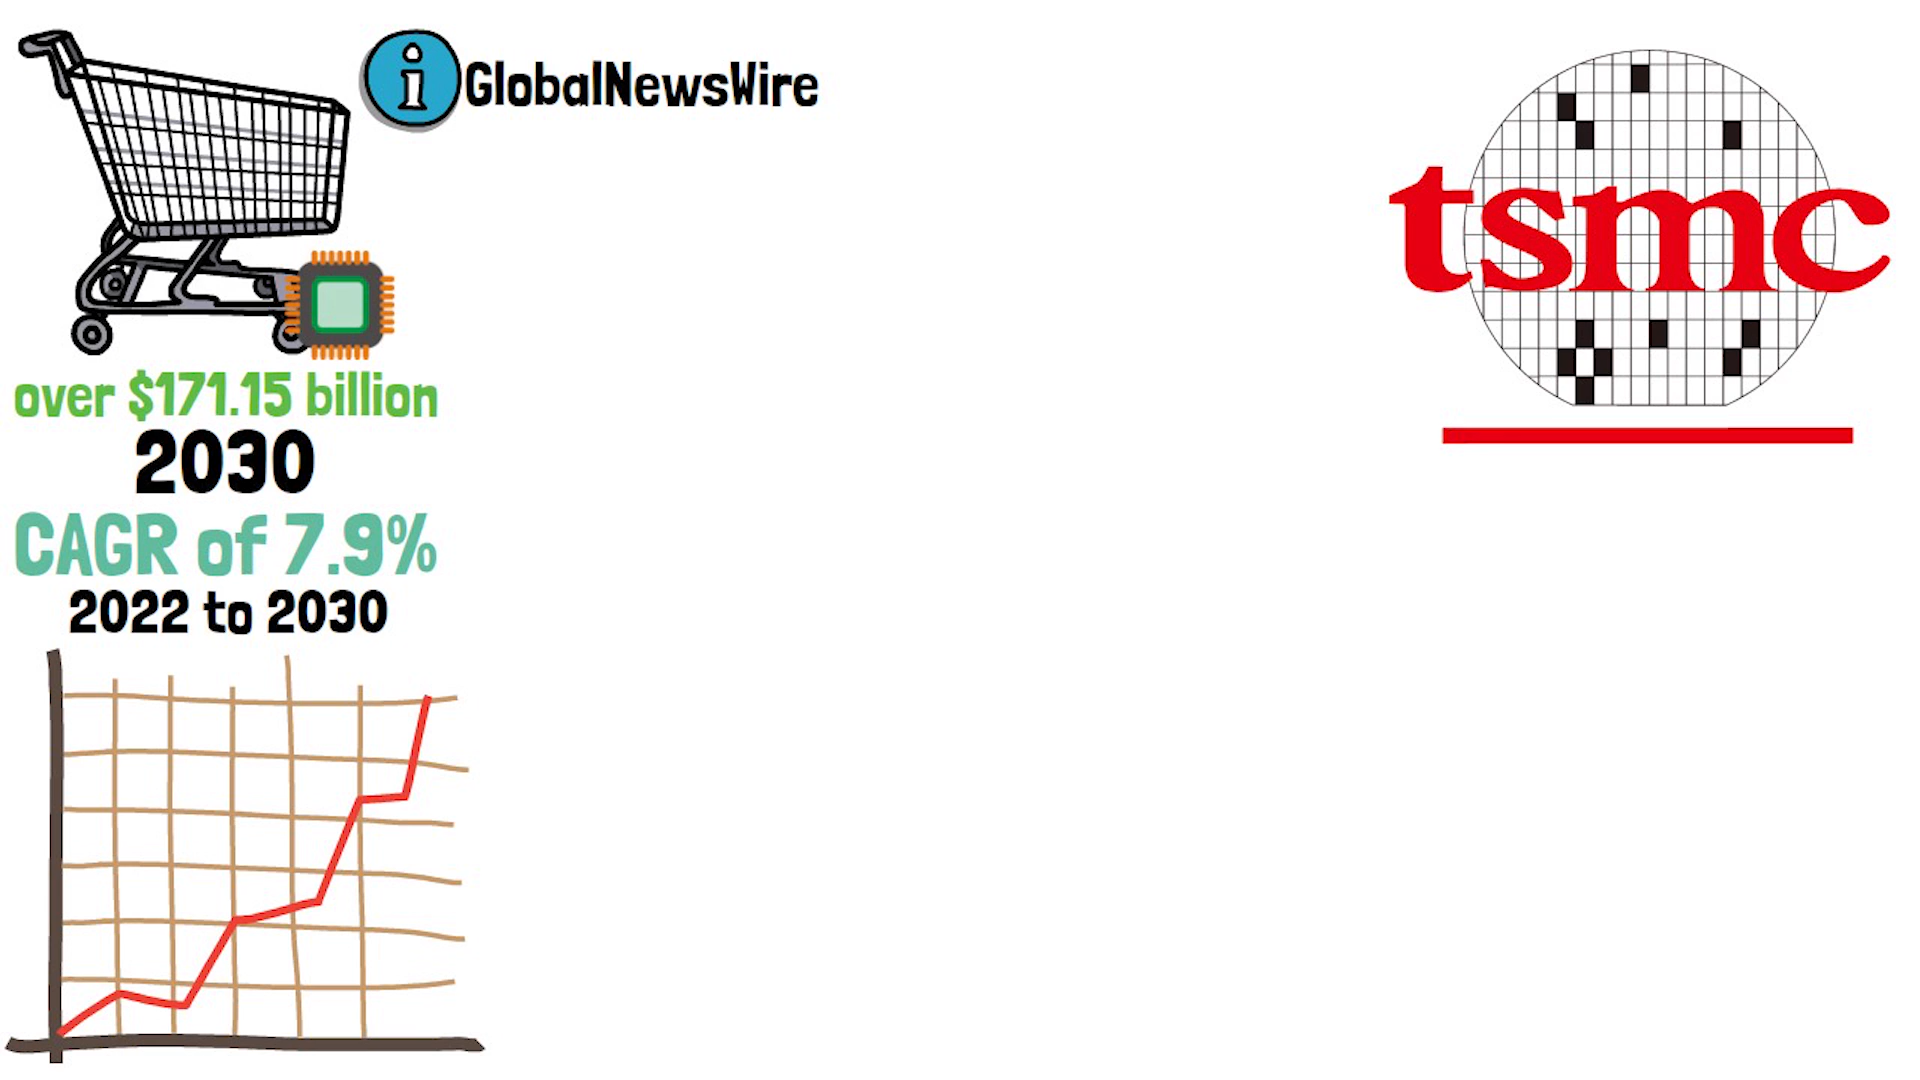 GlobalNewsWire
tsmc
over $171.15 billion
2030
CAGR of 7.9%
2022 to 2030